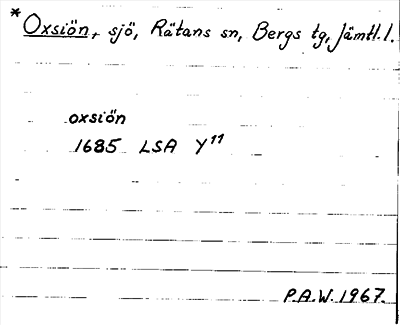 * Oxsiön, sjö, Rätans sn, Bergs tg, Jämtl. l.
oxsiön
1685 LSA Y¹¹
P.A.W. 1967.